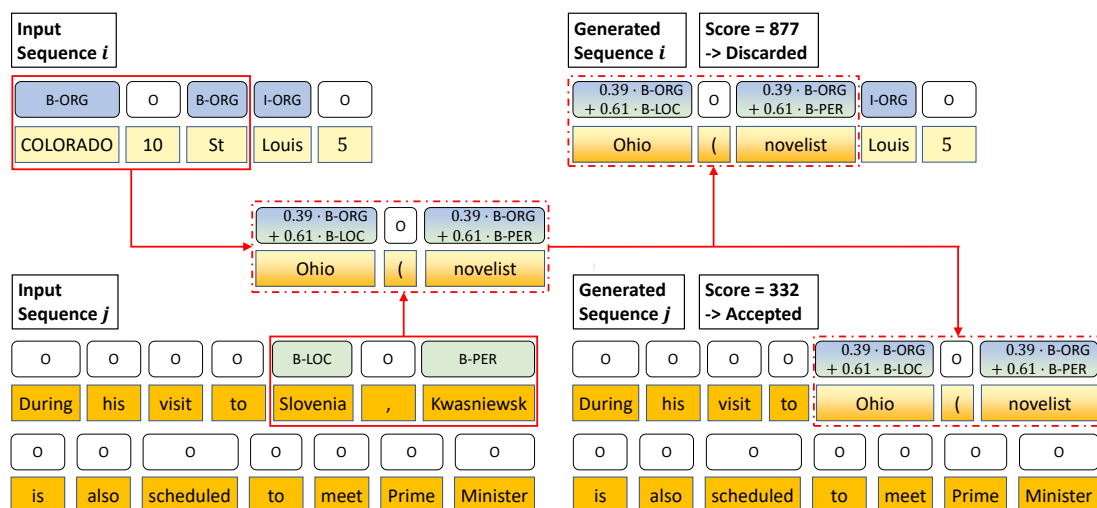 Input
Sequence i
Generated
Sequence i
Score = 877
-> Discarded
B-ORG O B-ORG I-ORG O
COLORADO 10 St Louis 5
0.39 · B-ORG
+ 0.61 · B-LOC
O
0.39 · B-ORG
+ 0.61 · B-PER
I-ORG O
Ohio ( novelist Louis 5
0.39 · B-ORG
+ 0.61 · B-LOC
O
0.39 · B-ORG
+ 0.61 · B-PER
Ohio ( novelist
Input
Sequence j
Generated
Sequence j
Score = 332
-> Accepted
O O O O B-LOC O B-PER
During his visit to Slovenia , Kwasniewsk
O O O O O O O
is also scheduled to meet Prime Minister
O O O O
0.39 · B-ORG
+ 0.61 · B-LOC
O
0.39 · B-ORG
+ 0.61 · B-PER
During his visit to Ohio ( novelist
O O O O O O O
is also scheduled to meet Prime Minister